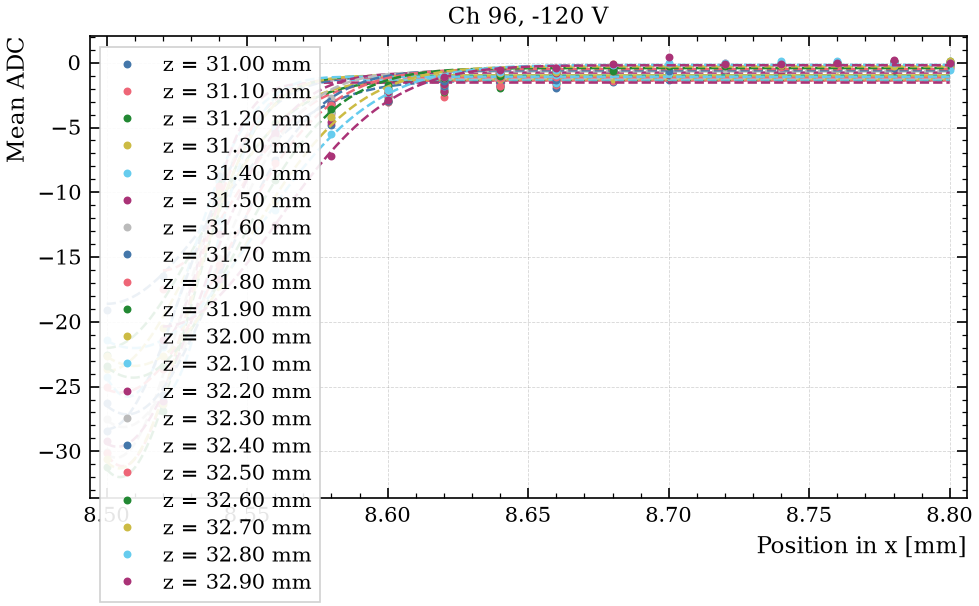 Ch 96, -120 V
Mean ADC
0
−5
−10
−15
−20
−25
−30
z = 31.00 mm
z = 31.10 mm
z = 31.20 mm
z = 31.30 mm
z = 31.40 mm
z = 31.50 mm
z = 31.60 mm
z = 31.70 mm
z = 31.80 mm
z = 31.90 mm
z = 32.00 mm
z = 32.10 mm
z = 32.20 mm
z = 32.30 mm
z = 32.40 mm
z = 32.50 mm
z = 32.60 mm
z = 32.70 mm
z = 32.80 mm
z = 32.90 mm
8.50 8.55 8.60 8.65 8.70 8.75 8.80
Position in x [mm]